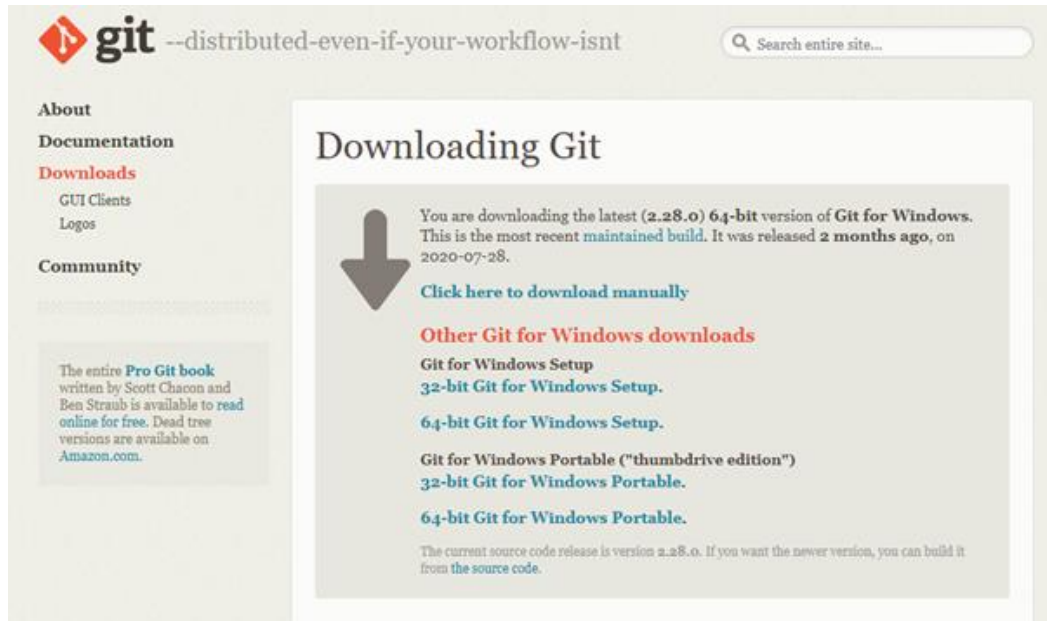 git --distributed-even-if-your-workflow-isnt
Search entire site...
About
Documentation
Downloads
GUI Clients
Logos
Community
The entire Pro Git book
written by Scott Chacon and
Ben Straub is available to read
online for free. Dead tree
versions are available on
Amazon.com.
Downloading Git
You are downloading the latest (2.28.0) 64-bit version of Git for Windows.
This is the most recent maintained build. It was released 2 months ago, on
2020-07-28.
Click here to download manually
Other Git for Windows downloads
Git for Windows Setup
32-bit Git for Windows Setup.
64-bit Git for Windows Setup.
Git for Windows Portable ("thumbdrive edition")
32-bit Git for Windows Portable.
64-bit Git for Windows Portable.
The current source code release is version 2.28.0. If you want the newer version, you can build it
from the source code.